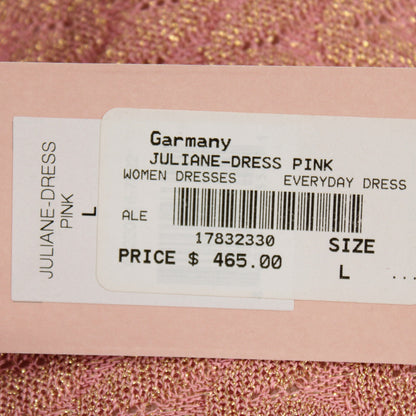 JULIANE-DRESS
PINK
L
Garmany
JULIANE-DRESS PINK
WOMEN DRESSES EVERYDAY DRESS
ALE
17832330
SIZE
PRICE $ 465.00
L
...